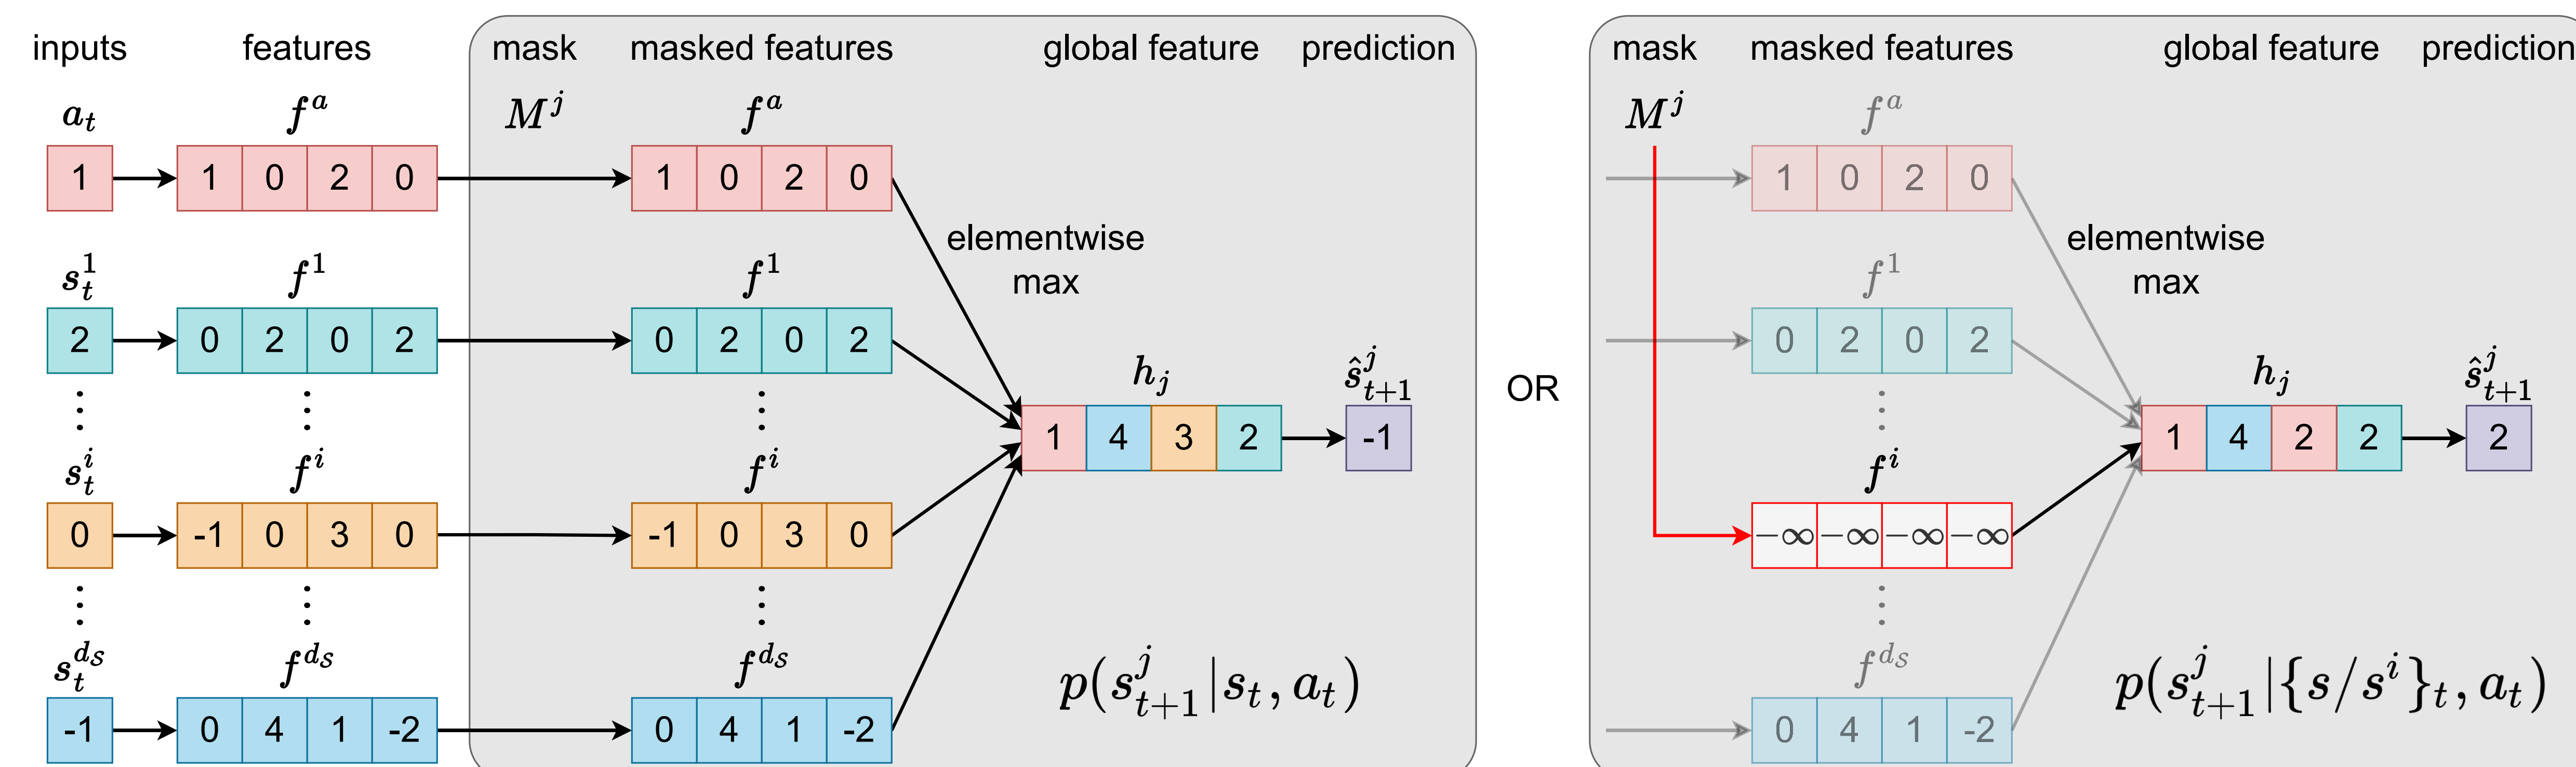 inputs features mask masked features global feature prediction mask masked features global feature prediction
a_t f^a M^j f^a M^j f^a
1 1 0 2 0 1 0 2 0 1 0 2 0
elementwise max elementwise max
s_t^1 f^1 f^1 f^1
2 0 2 0 2 0 2 0 2 0 2 0 2
⋮ ⋮ ⋮ h_j ŝ_{t+1}^j OR ⋮ h_j ŝ_{t+1}^j
1 4 3 2 -1 1 4 2 2 2
s_t^i f^i f^i f^i
0 -1 0 3 0 -1 0 3 0 −∞ −∞ −∞ −∞
⋮ ⋮ ⋮ ⋮
s_t^{d_S} f^{d_S} f^{d_S} p(s_{t+1}^j|s_t, a_t) f^{d_S} p(s_{t+1}^j|{s/s^i}_t, a_t)
-1 0 4 1 -2 0 4 1 -2 0 4 1 -2